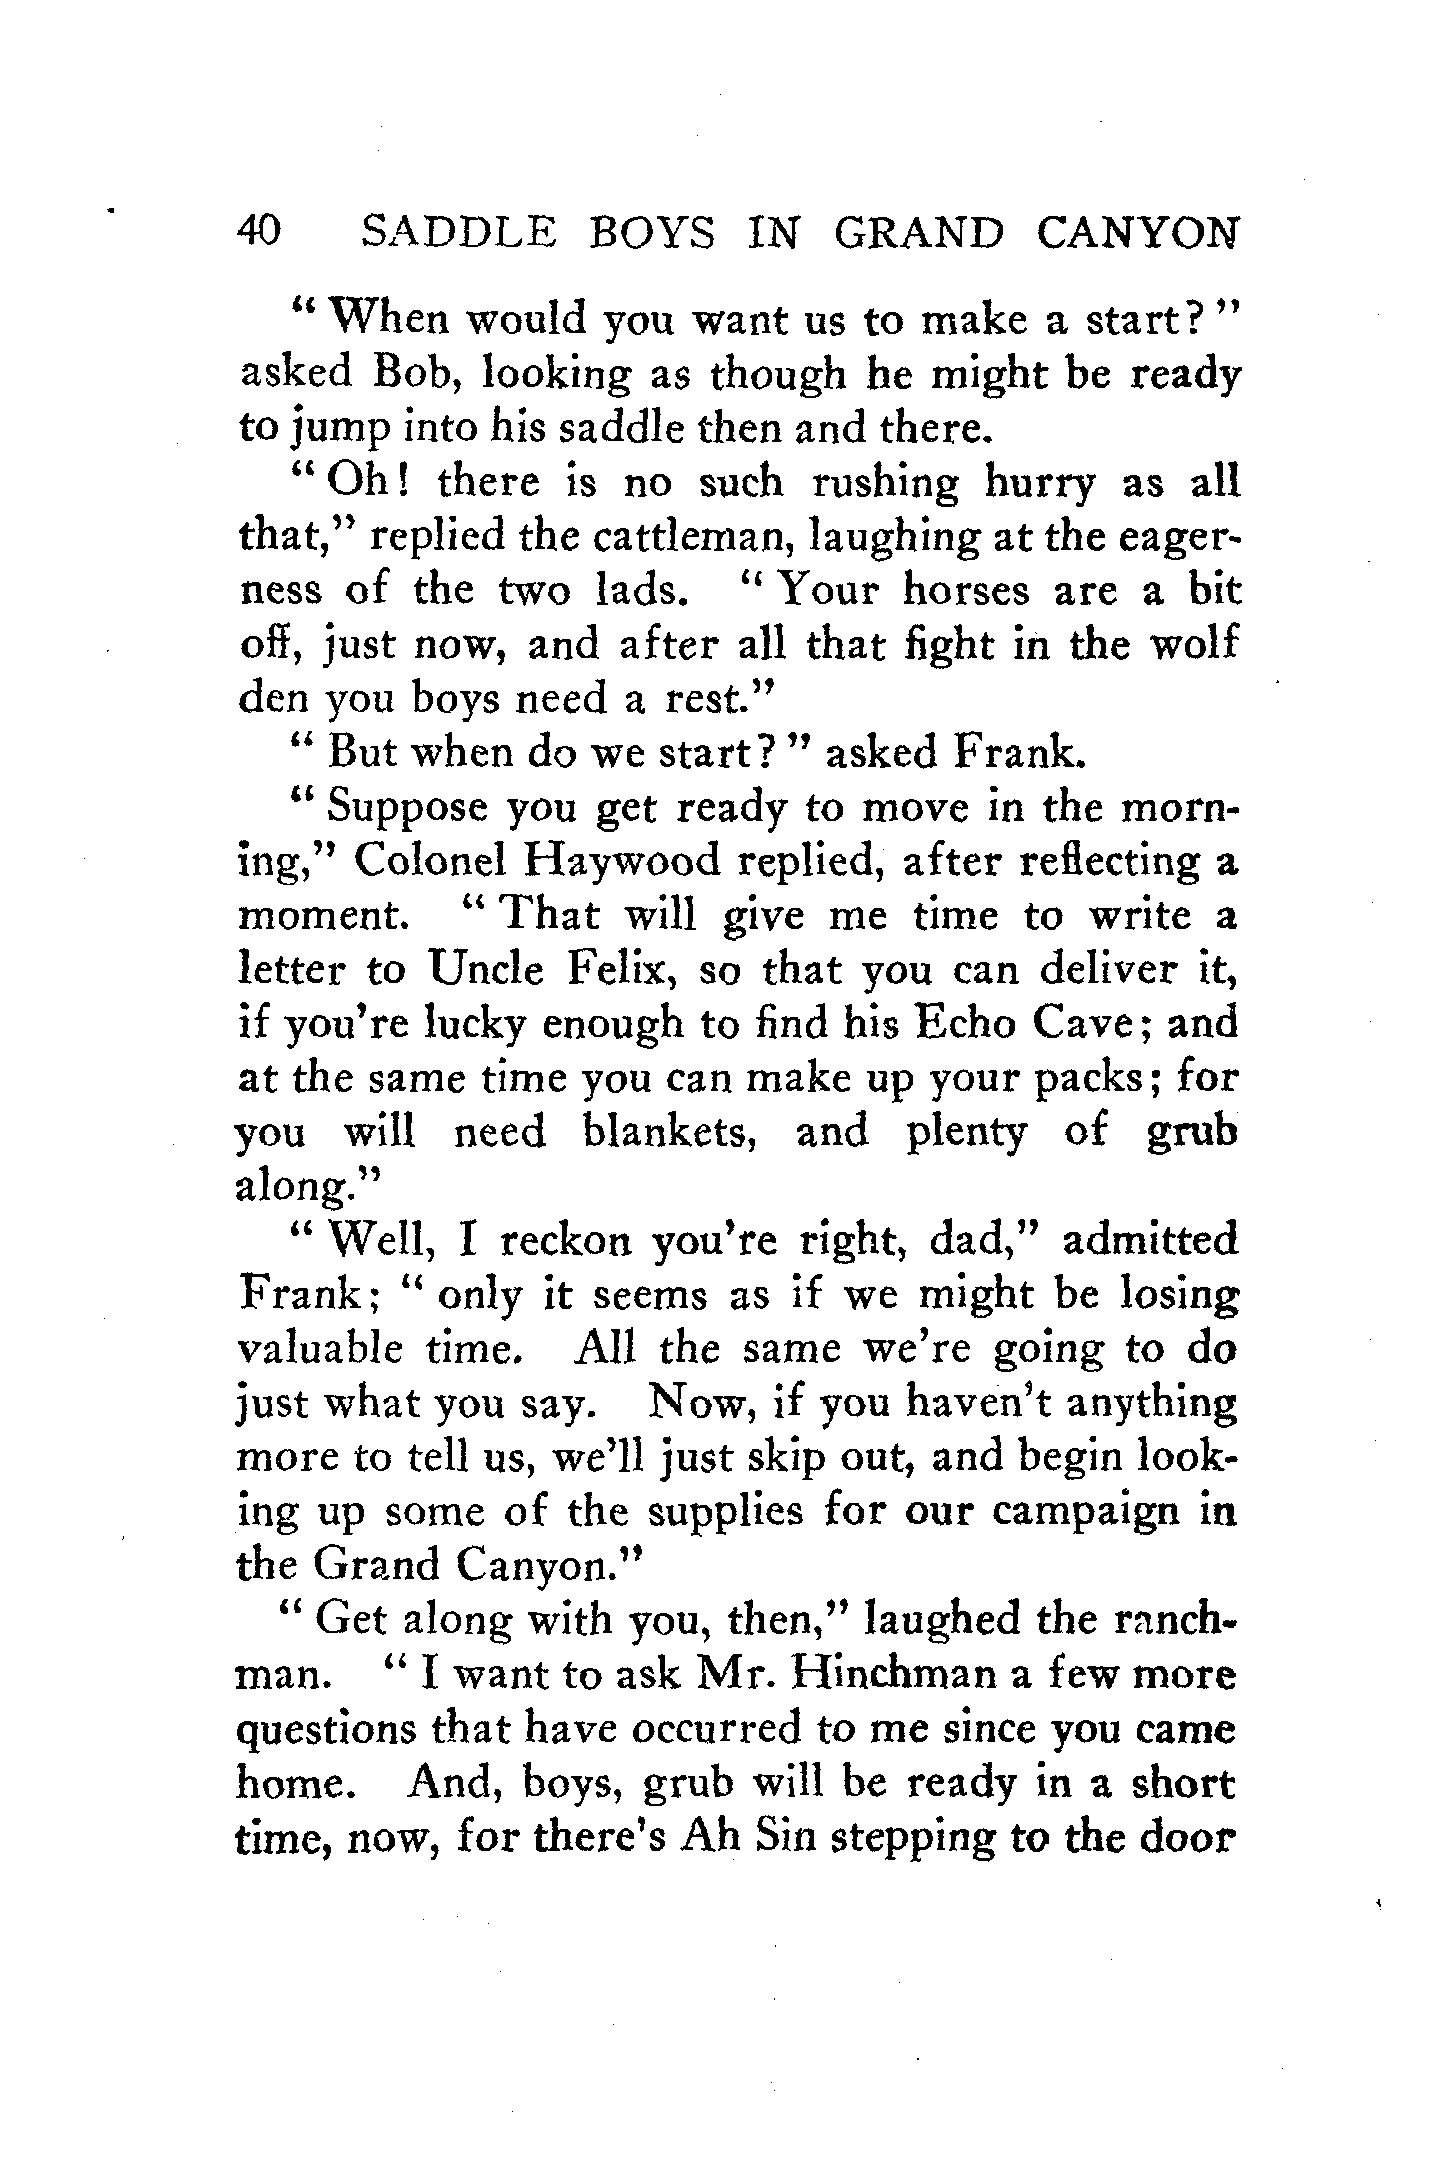 40 SADDLE BOYS IN GRAND CANYON
“ When would you want us to make a start? ”
asked Bob, looking as though he might be ready
to jump into his saddle then and there.
“ Oh! there is no such rushing hurry as all
that,” replied the cattleman, laughing at the eager-
ness of the two lads. “ Your horses are a bit
off, just now, and after all that fight in the wolf
den you boys need a rest.”
“ But when do we start? ” asked Frank.
“ Suppose you get ready to move in the morn-
ing,” Colonel Haywood replied, after reflecting a
moment. “ That will give me time to write a
letter to Uncle Felix, so that you can deliver it,
if you’re lucky enough to find his Echo Cave; and
at the same time you can make up your packs; for
you will need blankets, and plenty of grub
along.”
“ Well, I reckon you’re right, dad,” admitted
Frank; “ only it seems as if we might be losing
valuable time. All the same we’re going to do
just what you say. Now, if you haven’t anything
more to tell us, we’ll just skip out, and begin look-
ing up some of the supplies for our campaign in
the Grand Canyon.”
“ Get along with you, then,” laughed the ranch-
man. “ I want to ask Mr. Hinchman a few more
questions that have occurred to me since you came
home. And, boys, grub will be ready in a short
time, now, for there’s Ah Sin stepping to the door